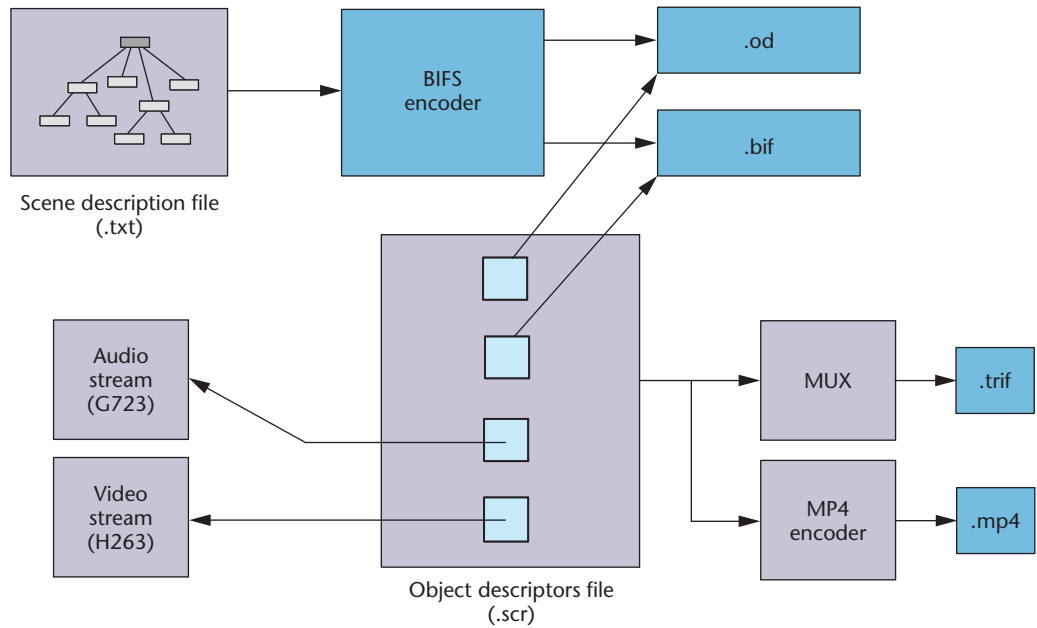 BIFS
encoder
.od
.bif
Scene description file
(.txt)
Audio
stream
(G723)
Video
stream
(H263)
MUX
.trif
MP4
encoder
.mp4
Object descriptors file
(.scr)